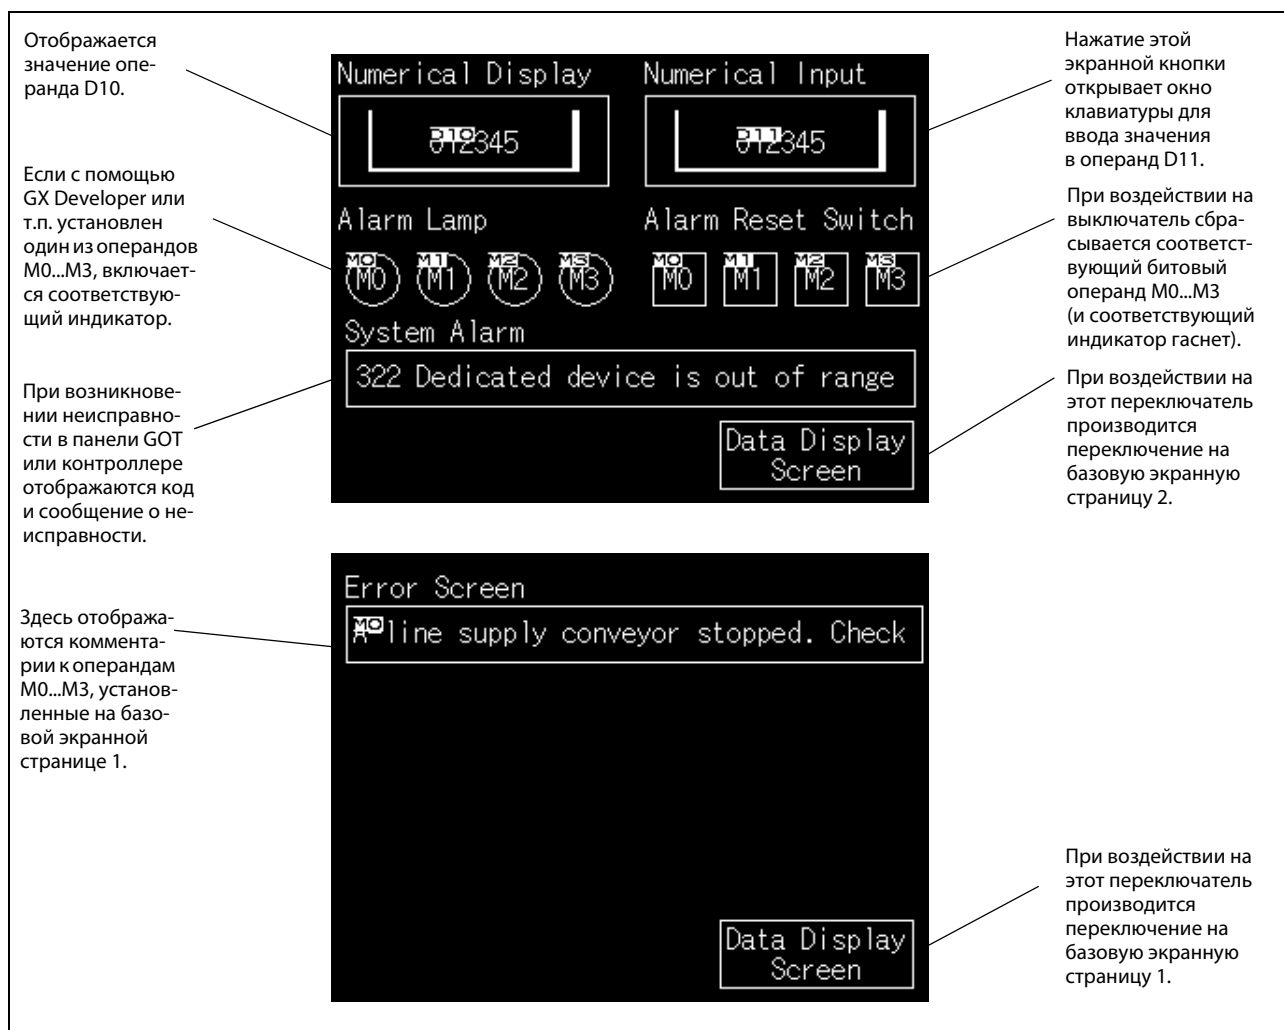 Отображается
значение опе-
ранда D10.
Если с помощью
GX Developer или
т.п. установлен
один из операндов
M0...M3, включает-
ся соответствую-
щий индикатор.
При возникнове-
нии неисправно-
сти в панели GOT
или контроллере
отображаются код
и сообщение о не-
исправности.
Numerical Display
Numerical Input
D10
012345
D11
012345
Alarm Lamp
Alarm Reset Switch
M0 M1 M2 M3
M0 M1 M2 M3
M0 M1 M2 M3
M0 M1 M2 M3
System Alarm
322 Dedicated device is out of range
Data Display
Screen
Нажатие этой
экранной кнопки
открывает окно
клавиатуры для
ввода значения
в операнд D11.
При воздействии на
выключатель сбра-
сывается соответст-
вующий битовый
операнд M0...M3
(и соответствующий
индикатор гаснет).
При воздействии на
этот переключатель
производится
переключение на
базовую экранную
страницу 2.
Здесь отобража-
ются коммента-
рии к операндам
M0...M3, установ-
ленные на базо-
вой экранной
странице 1.
Error Screen
M0
A line supply conveyor stopped. Check
Data Display
Screen
При воздействии на
этот переключатель
производится
переключение на
базовую экранную
страницу 1.